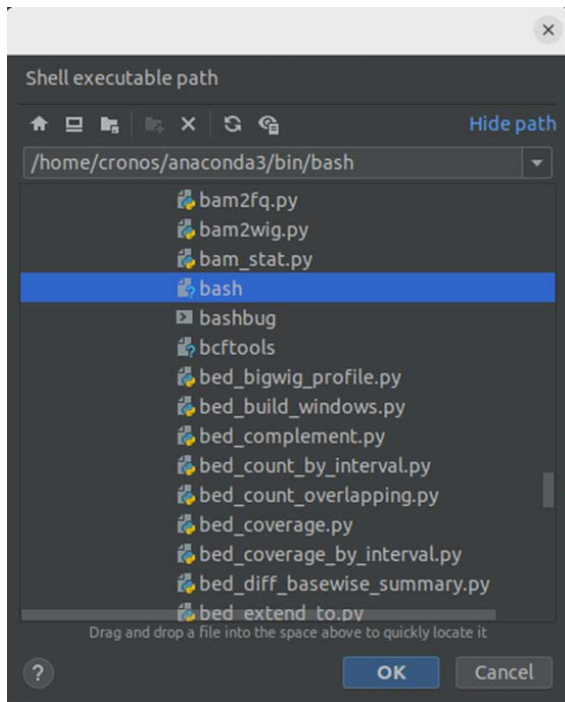 Shell executable path
Hide path
/home/cronos/anaconda3/bin/bash
bam2fq.py
bam2wig.py
bam_stat.py
bash
bashbug
bcftools
bed_bigwig_profile.py
bed_build_windows.py
bed_complement.py
bed_count_by_interval.py
bed_count_overlapping.py
bed_coverage.py
bed_coverage_by_interval.py
bed_diff_basewise_summary.py
bed_extend_to.py
Drag and drop a file into the space above to quickly locate it
? OK Cancel